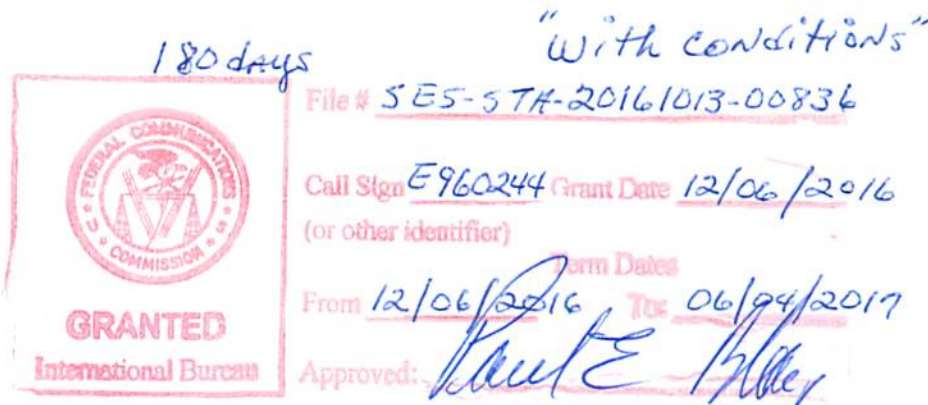 180 days
"With conditions"
File # SES-STA-20161013-00836
U S FEDERAL COMMUNICATIONS COMMISSION
Call Sign E960244 Grant Date 12/06/2016
(or other identifier)
Term Dates
From 12/06/2016 To: 06/04/2017
GRANTED
International Bureau
Approved: Paul E